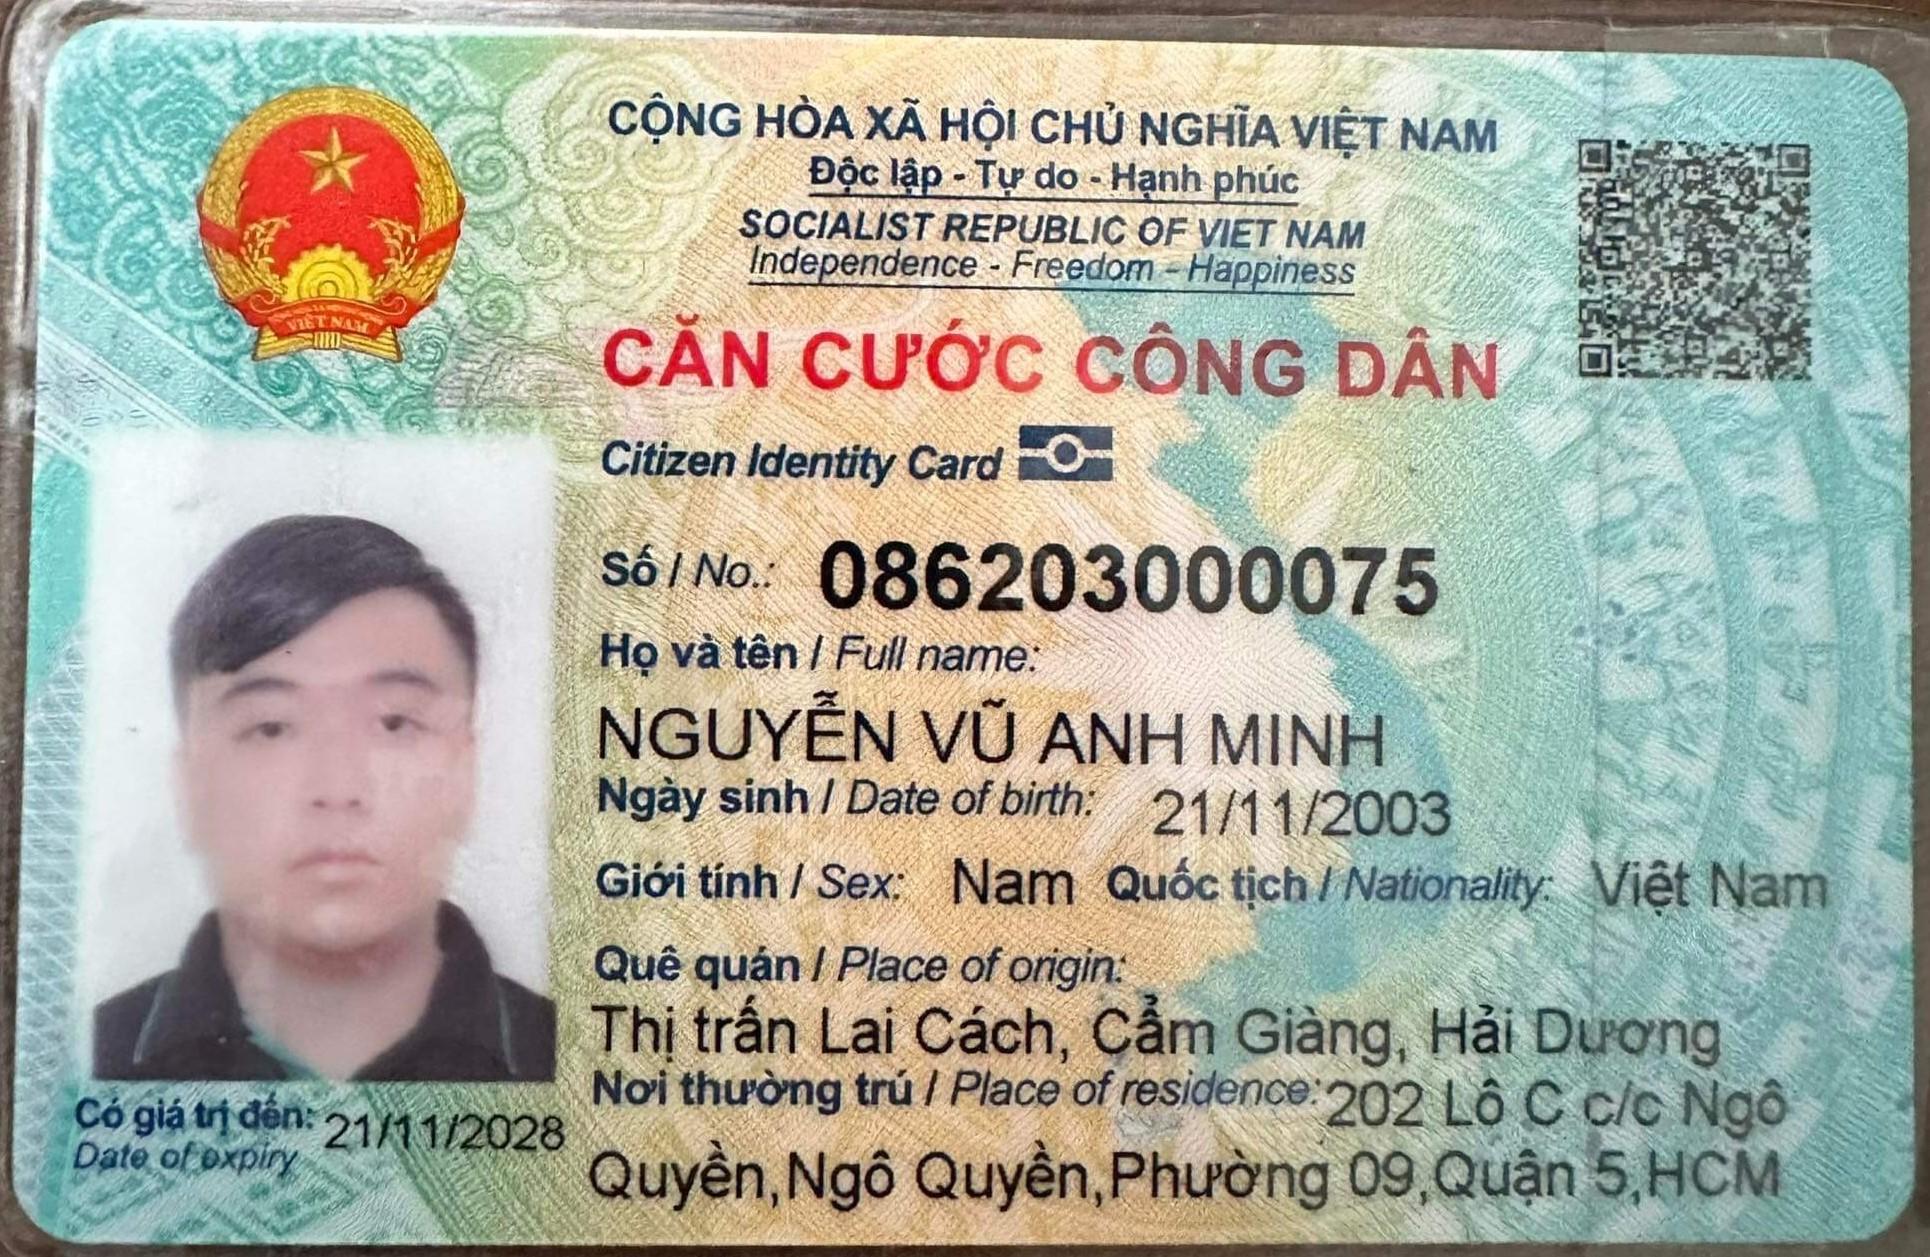 CỘNG HÒA XÃ HỘI CHỦ NGHĨA VIỆT NAM
Độc lập - Tự do - Hạnh phúc
SOCIALIST REPUBLIC OF VIET NAM
Independence - Freedom - Happiness
VIỆT NAM
CĂN CƯỚC CÔNG DÂN
Citizen Identity Card
Số / No.: 086203000075
Họ và tên / Full name:
NGUYỄN VŨ ANH MINH
Ngày sinh / Date of birth: 21/11/2003
Giới tính / Sex: Nam Quốc tịch / Nationality: Việt Nam
Quê quán / Place of origin:
Thị trấn Lai Cách, Cẩm Giàng, Hải Dương
Nơi thường trú / Place of residence: 202 Lô C c/c Ngô
Quyền,Ngô Quyền,Phường 09,Quận 5,HCM
Có giá trị đến: 21/11/2028
Date of expiry